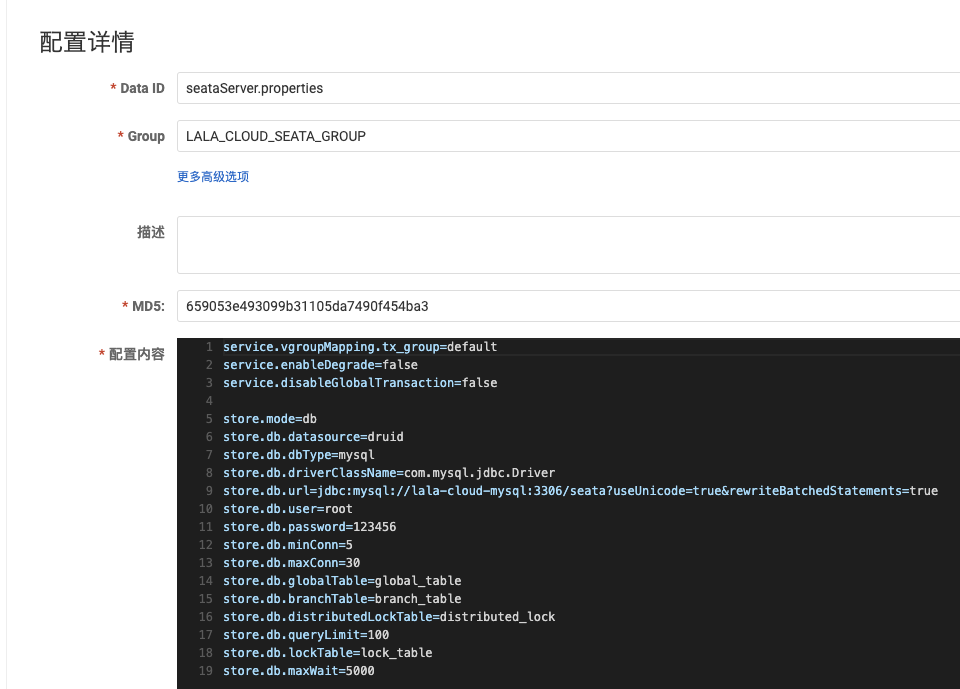 配置详情
* Data ID seataServer.properties
* Group LALA_CLOUD_SEATA_GROUP
更多高级选项
描述
* MD5: 659053e493099b31105da7490f454ba3
* 配置内容
1 service.vgroupMapping.tx_group=default
2 service.enableDegrade=false
3 service.disableGlobalTransaction=false
4
5 store.mode=db
6 store.db.datasource=druid
7 store.db.dbType=mysql
8 store.db.driverClassName=com.mysql.jdbc.Driver
9 store.db.url=jdbc:mysql://lala-cloud-mysql:3306/seata?useUnicode=true&rewriteBatchedStatements=true
10 store.db.user=root
11 store.db.password=123456
12 store.db.minConn=5
13 store.db.maxConn=30
14 store.db.globalTable=global_table
15 store.db.branchTable=branch_table
16 store.db.distributedLockTable=distributed_lock
17 store.db.queryLimit=100
18 store.db.lockTable=lock_table
19 store.db.maxWait=5000